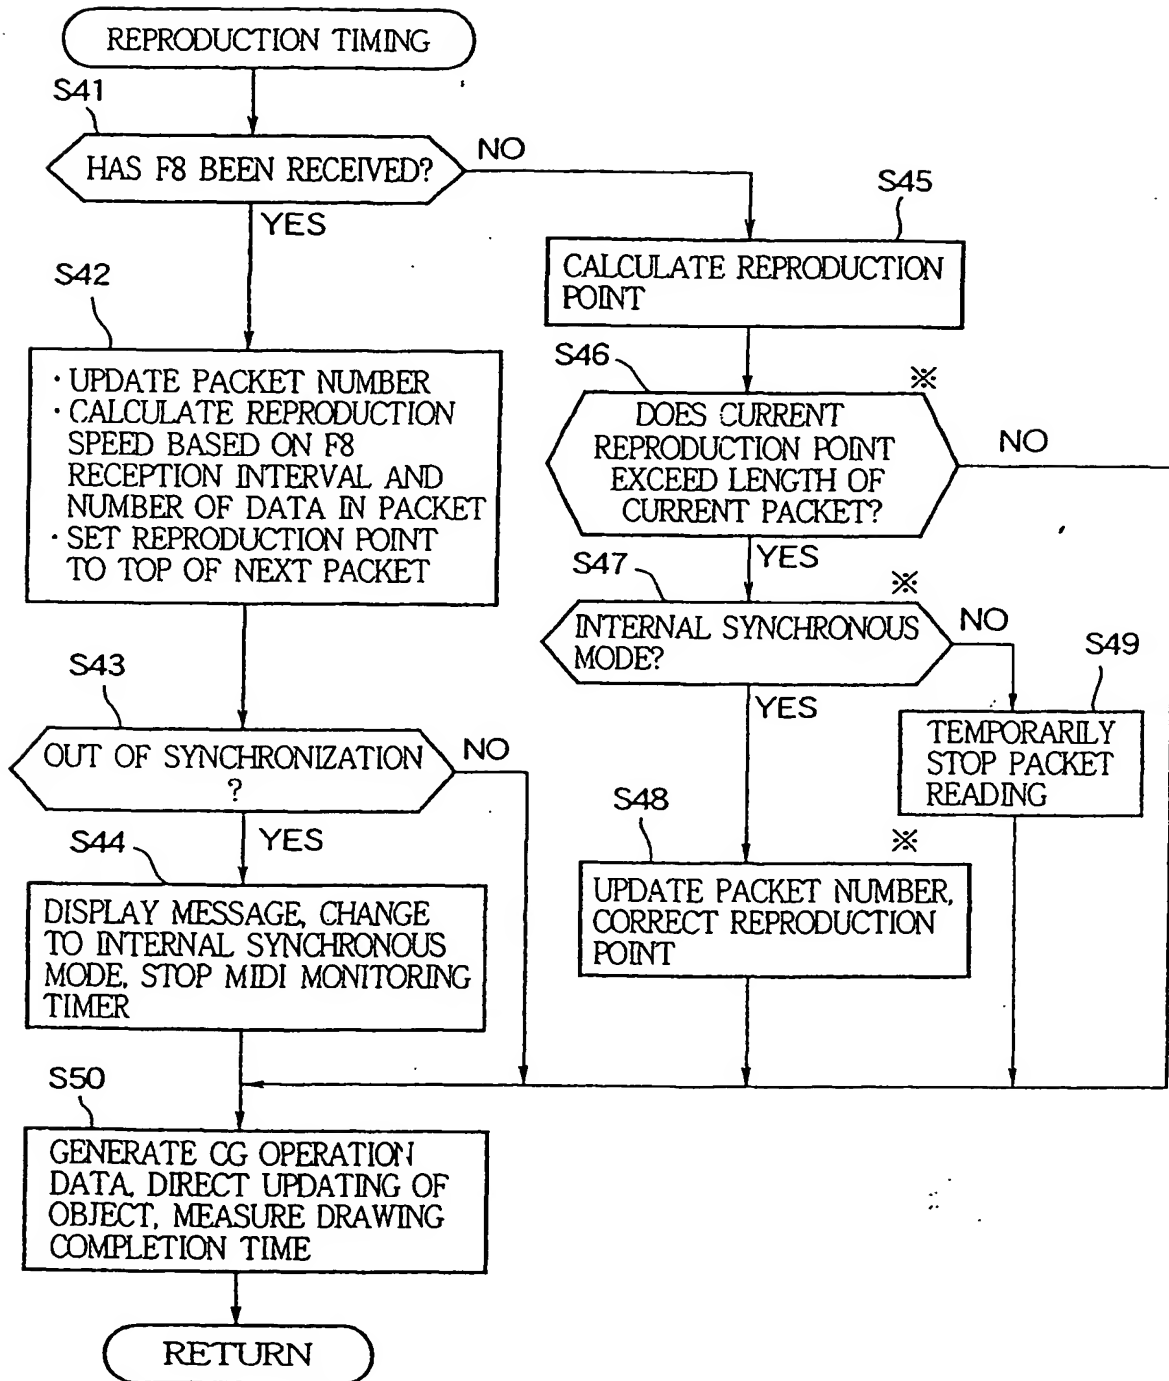 REPRODUCTION TIMING
S41
HAS F8 BEEN RECEIVED?
NO
YES
S42
・UPDATE PACKET NUMBER
・CALCULATE REPRODUCTION
SPEED BASED ON F8
RECEPTION INTERVAL AND
NUMBER OF DATA IN PACKET
・SET REPRODUCTION POINT
TO TOP OF NEXT PACKET
S43
OUT OF SYNCHRONIZATION
?
NO
YES
S44
DISPLAY MESSAGE, CHANGE
TO INTERNAL SYNCHRONOUS
MODE, STOP MIDI MONITORING
TIMER
S45
CALCULATE REPRODUCTION
POINT
S46
※
DOES CURRENT
REPRODUCTION POINT
EXCEED LENGTH OF
CURRENT PACKET?
NO
YES
S47
※
INTERNAL SYNCHRONOUS
MODE?
NO
YES
S49
TEMPORARILY
STOP PACKET
READING
S48
※
UPDATE PACKET NUMBER,
CORRECT REPRODUCTION
POINT
S50
GENERATE CG OPERATION
DATA, DIRECT UPDATING OF
OBJECT, MEASURE DRAWING
COMPLETION TIME
RETURN